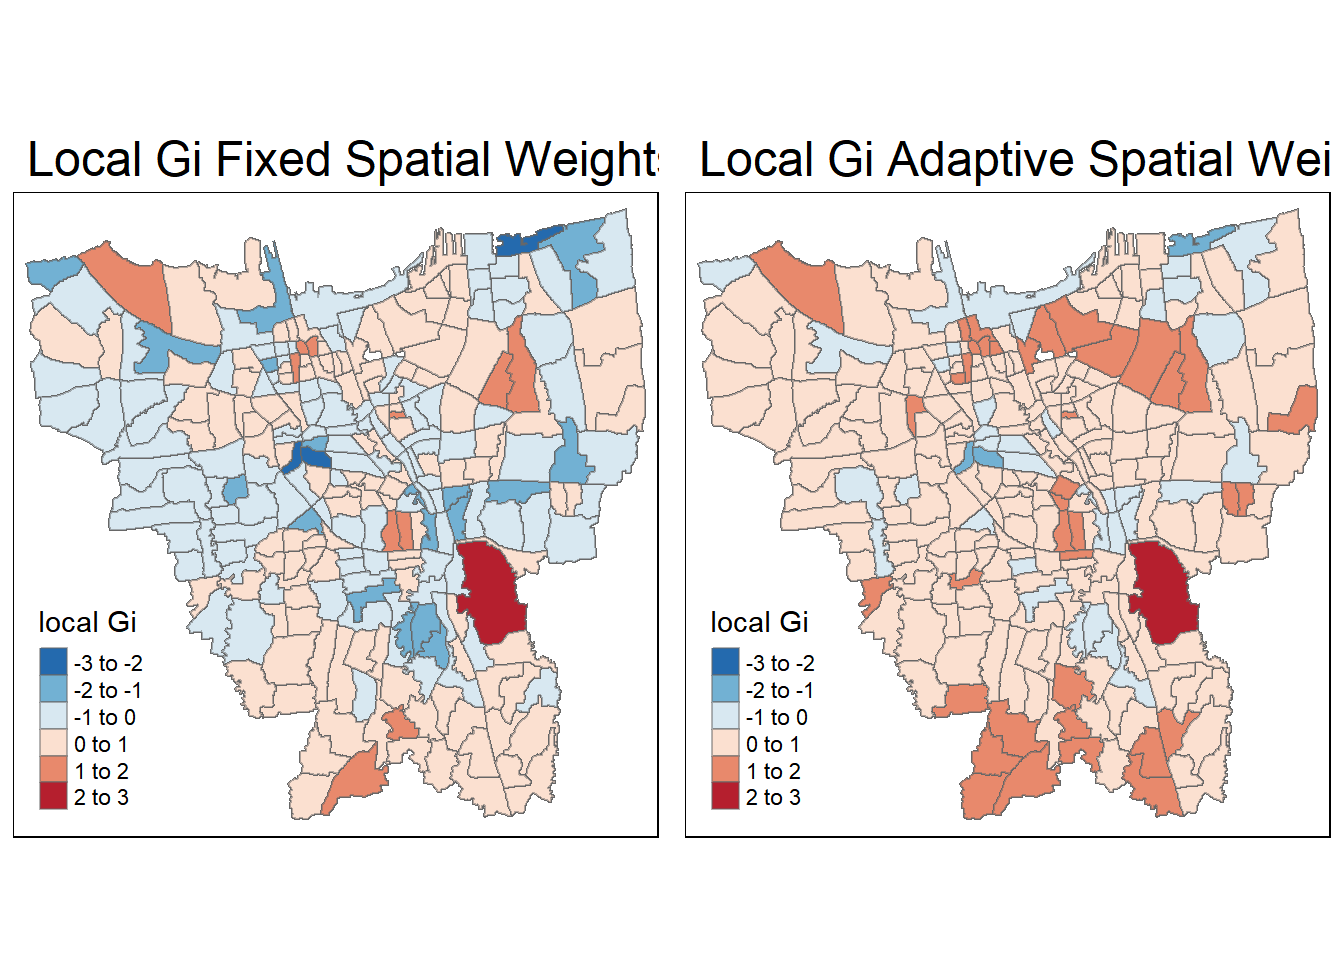 Local Gi Fixed Spatial Weights
Local Gi Adaptive Spatial Wei
local Gi
-3 to -2
-2 to -1
-1 to 0
0 to 1
1 to 2
2 to 3
local Gi
-3 to -2
-2 to -1
-1 to 0
0 to 1
1 to 2
2 to 3